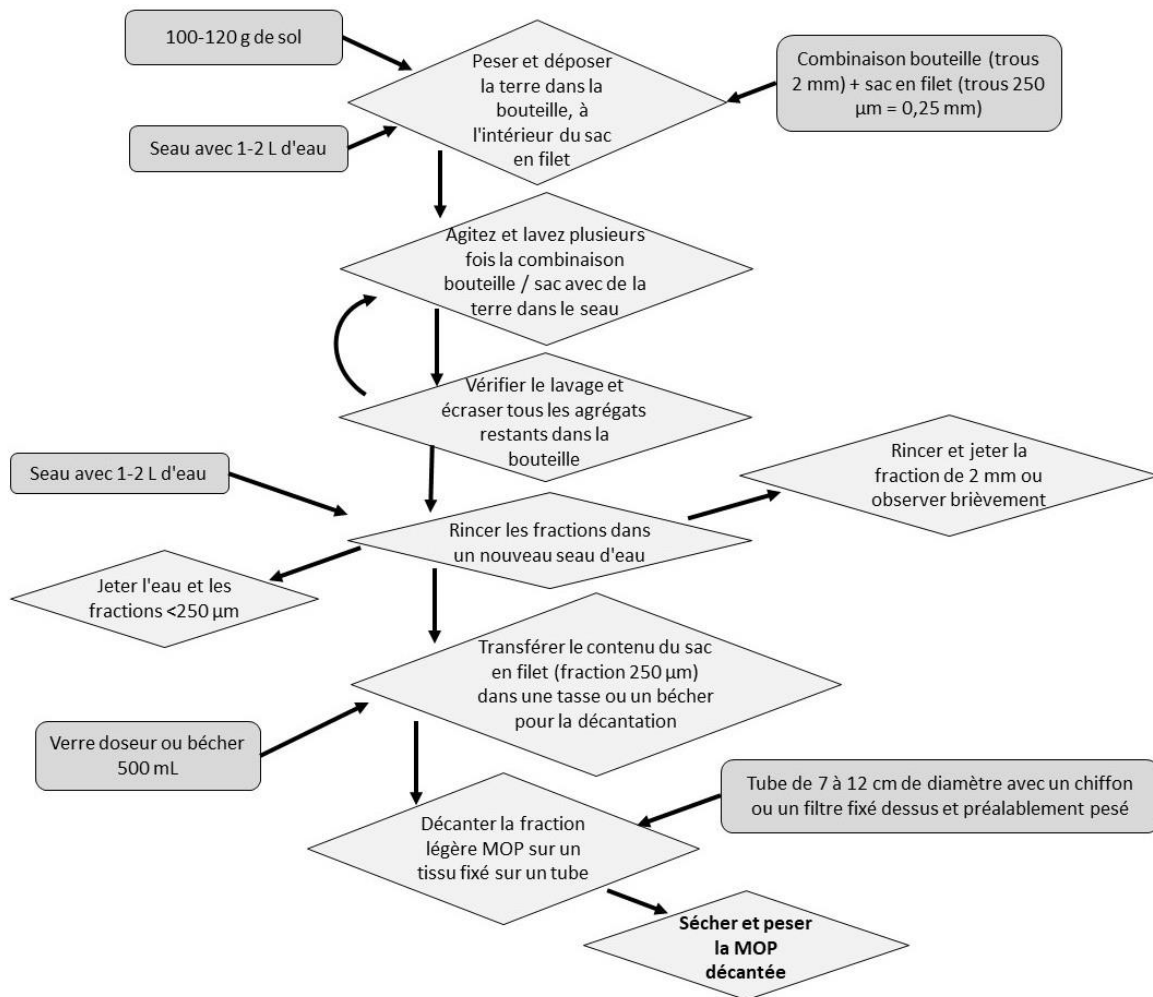 100-120 g de sol
Peser et déposer
la terre dans la
bouteille, à
l'intérieur du sac
en filet
Combinaison bouteille (trous
2 mm) + sac en filet (trous 250
µm = 0,25 mm)
Seau avec 1-2 L d'eau
Agitez et lavez plusieurs
fois la combinaison
bouteille / sac avec de la
terre dans le seau
Vérifier le lavage et
écraser tous les agrégats
restants dans la
bouteille
Rincer et jeter la
fraction de 2 mm ou
observer brièvement
Seau avec 1-2 L d'eau
Rincer les fractions dans
un nouveau seau d'eau
Jeter l'eau et les
fractions <250 µm
Transférer le contenu du sac
en filet (fraction 250 µm)
dans une tasse ou un bécher
pour la décantation
Verre doseur ou bécher
500 mL
Tube de 7 à 12 cm de diamètre avec un chiffon
ou un filtre fixé dessus et préalablement pesé
Décanter la fraction
légère MOP sur un
tissu fixé sur un tube
Sécher et peser
la MOP
décantée